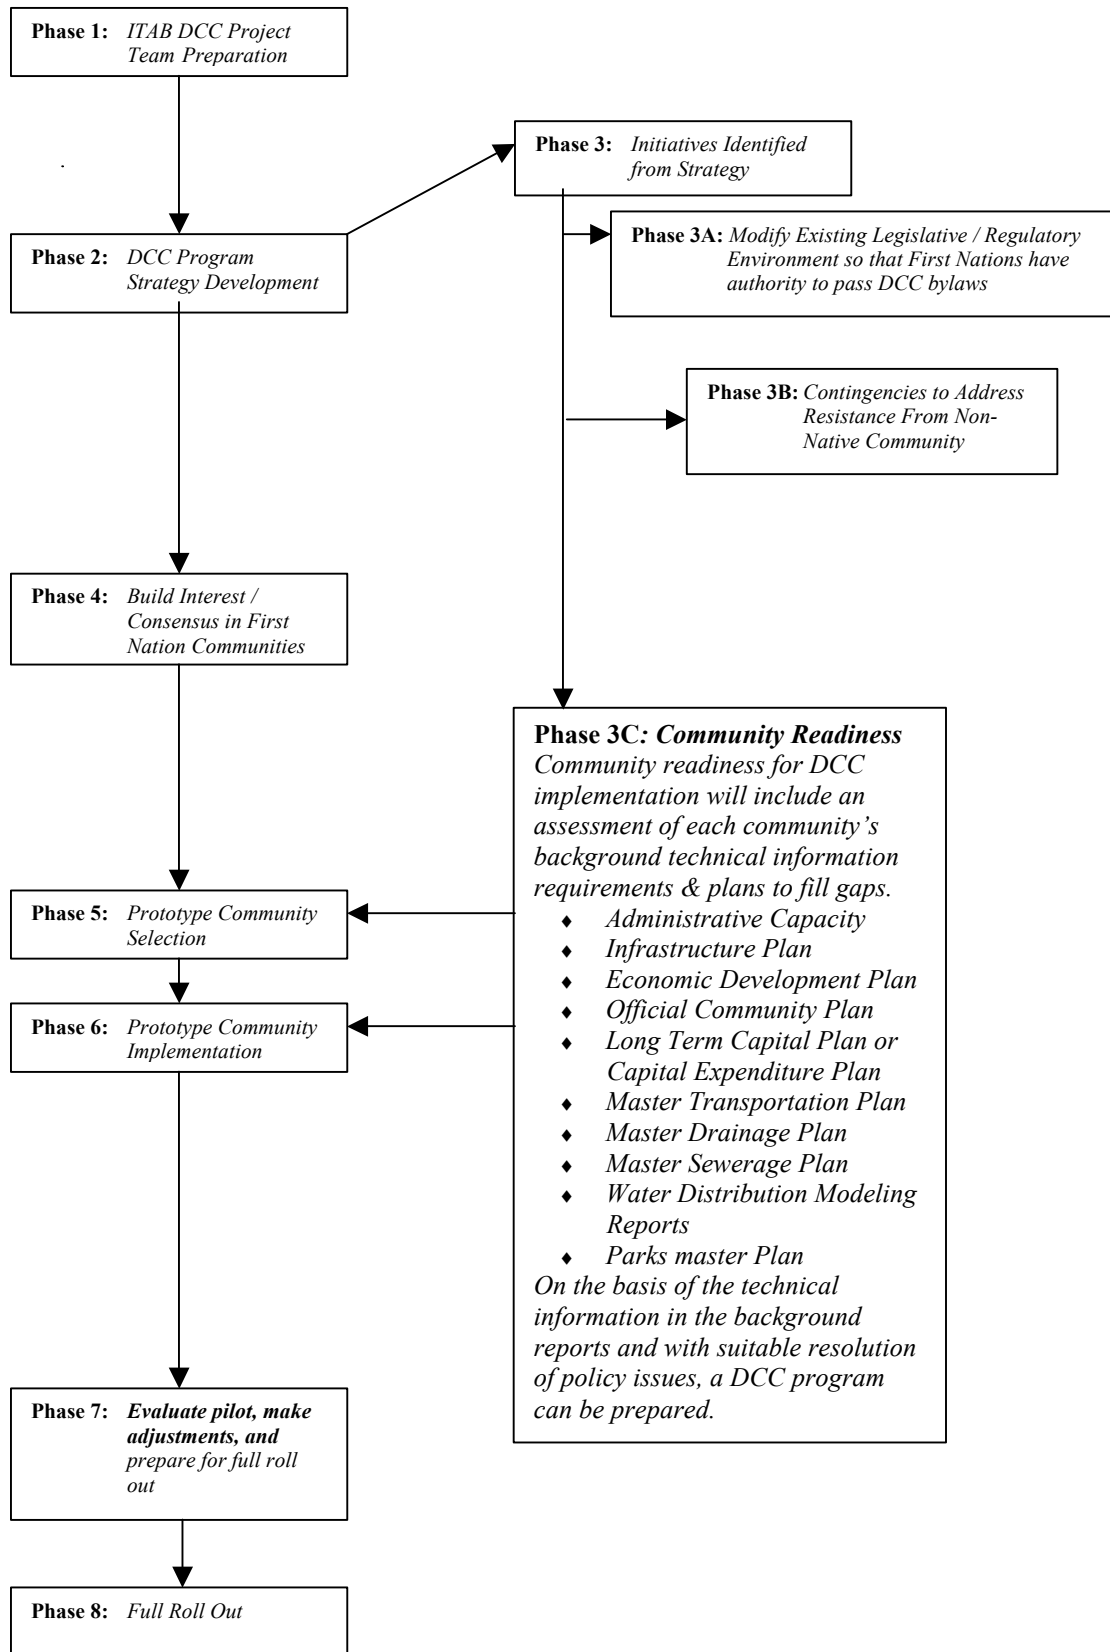 Phase 1: ITAB DCC Project
Team Preparation
Phase 3: Initiatives Identified
from Strategy
Phase 3A: Modify Existing Legislative / Regulatory
Environment so that First Nations have
authority to pass DCC bylaws
Phase 2: DCC Program
Strategy Development
Phase 3B: Contingencies to Address
Resistance From Non-
Native Community
Phase 4: Build Interest /
Consensus in First
Nation Communities
Phase 3C: Community Readiness
Community readiness for DCC
implementation will include an
assessment of each community’s
background technical information
requirements & plans to fill gaps.
♦ Administrative Capacity
♦ Infrastructure Plan
♦ Economic Development Plan
♦ Official Community Plan
♦ Long Term Capital Plan or
Capital Expenditure Plan
♦ Master Transportation Plan
♦ Master Drainage Plan
♦ Master Sewerage Plan
♦ Water Distribution Modeling
Reports
♦ Parks master Plan
On the basis of the technical
information in the background
reports and with suitable resolution
of policy issues, a DCC program
can be prepared.
Phase 5: Prototype Community
Selection
Phase 6: Prototype Community
Implementation
Phase 7: Evaluate pilot, make
adjustments, and
prepare for full roll
out
Phase 8: Full Roll Out